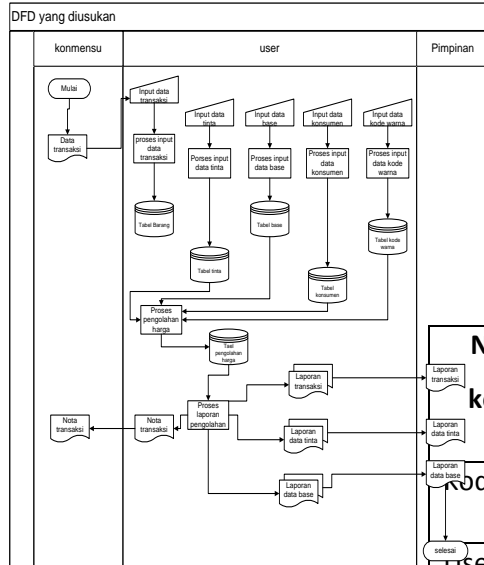 DFD yang diusukan
konmensu
user
Pimpinan
Mulai
Data
transaksi
Input data
transaksi
Input data
tinta
Input data
base
Input data
konsumen
Input data
kode warna
proses input
data
transaksi
Porses input
data tinta
Proses input
data base
Proses input
data
konsumen
Proses input
data kode
warna
Tabel Barang
Tabel tinta
Tabel base
Tabel
konsumen
Tabel kode
warna
Proses
pengolahan
harga
Tael
pengolahan
harga
Proses
laporan
pengolahan
Nota
transaksi
Nota
transaksi
Laporan
transaksi
Laporan
data tinta
Laporan
data base
Laporan
transaksi
Laporan
data tinta
Laporan
data base
selesai